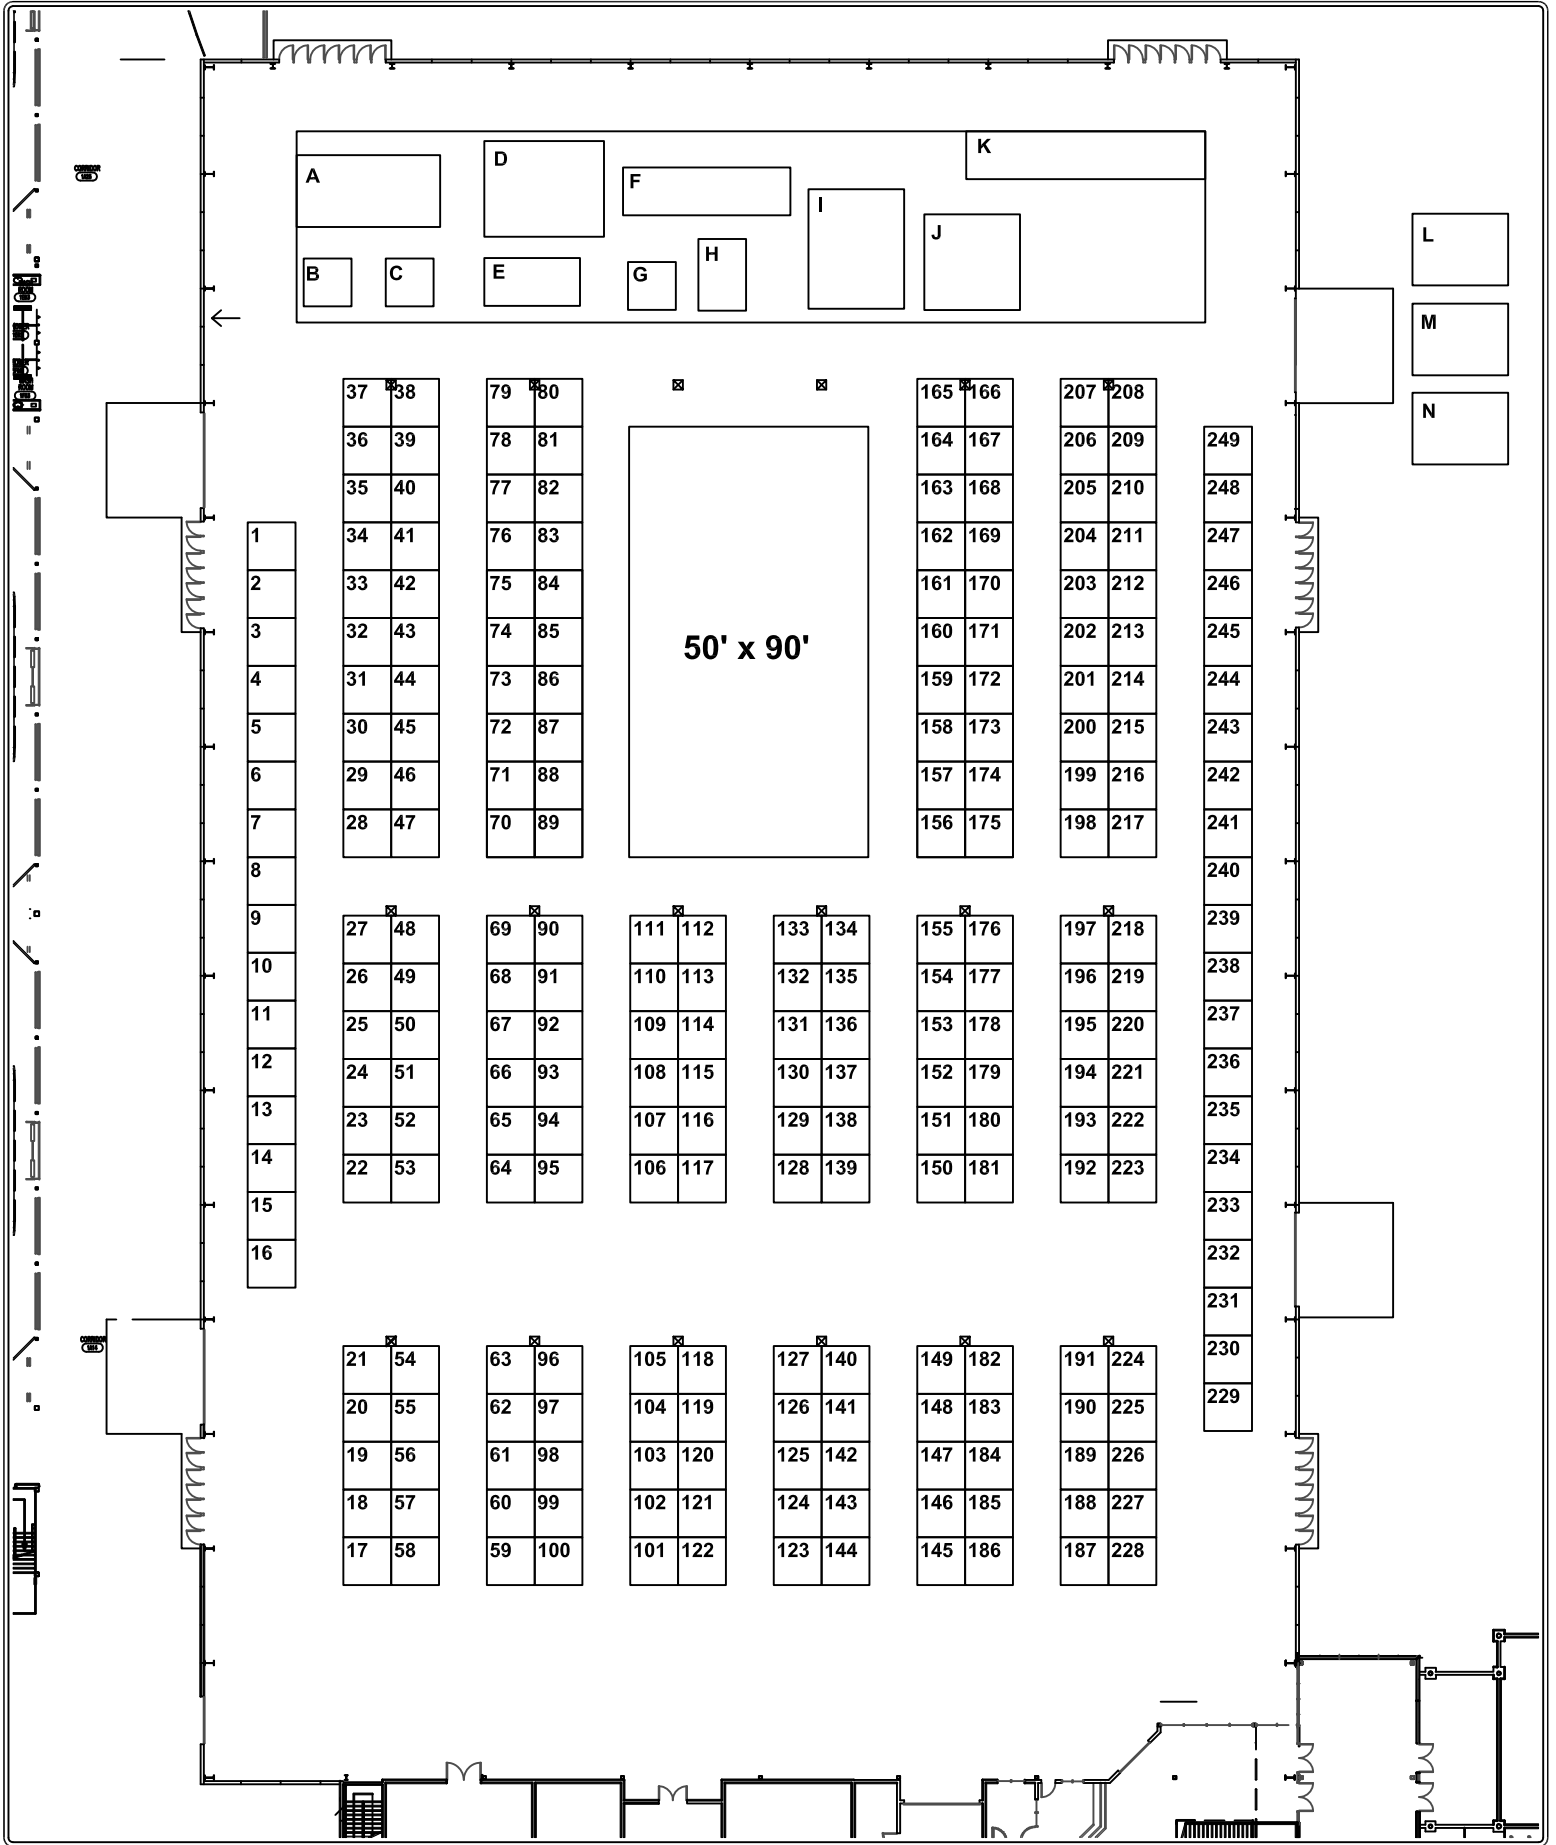 K
D
A
F
CORRIDOR
I
J
L
H
B
C
E
G
M
N
37 38 79 80 165 166 207 208
36 39 78 81 164 167 206 209 249
35 40 77 82 163 168 205 210 248
1 34 41 76 83 162 169 204 211 247
2 33 42 75 84 161 170 203 212 246
3 32 43 74 85 160 171 202 213 245
50' x 90'
4 31 44 73 86 159 172 201 214 244
5 30 45 72 87 158 173 200 215 243
6 29 46 71 88 157 174 199 216 242
7 28 47 70 89 156 175 198 217 241
8 240
9 27 48 69 90 111 112 133 134 155 176 197 218 239
10 26 49 68 91 110 113 132 135 154 177 196 219 238
11 25 50 67 92 109 114 131 136 153 178 195 220 237
12 24 51 66 93 108 115 130 137 152 179 194 221 236
13 23 52 65 94 107 116 129 138 151 180 193 222 235
14 22 53 64 95 106 117 128 139 150 181 192 223 234
15 233
16 232
231
CORRIDOR
21 54 63 96 105 118 127 140 149 182 191 224 230
20 55 62 97 104 119 126 141 148 183 190 225 229
19 56 61 98 103 120 125 142 147 184 189 226
18 57 60 99 102 121 124 143 146 185 188 227
17 58 59 100 101 122 123 144 145 186 187 228